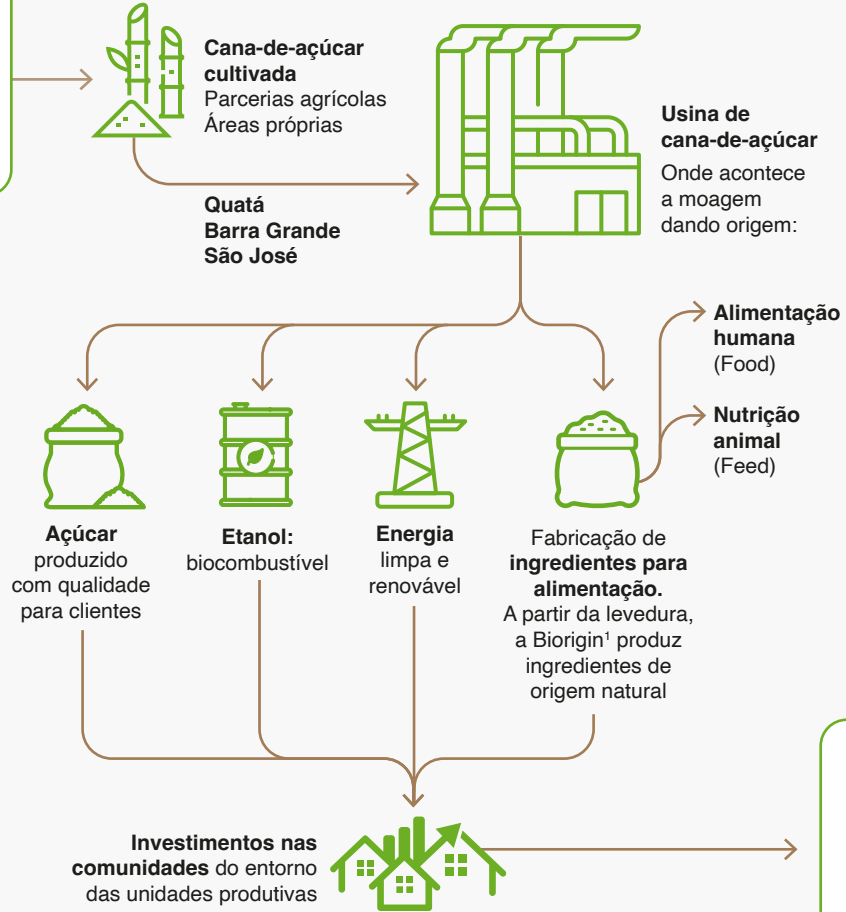 Cana-de-açúcar
cultivada
Parcerias agrícolas
Áreas próprias
Quatá
Barra Grande
São José
Usina de
cana-de-açúcar
Onde acontece
a moagem
dando origem:
Alimentação
humana
(Food)
Nutrição
animal
(Feed)
Açúcar
produzido
com qualidade
para clientes
Etanol:
biocombustível
Energia
limpa e
renovável
Fabricação de
ingredientes para
alimentação.
A partir da levedura,
a Biorigin¹ produz
ingredientes de
origem natural
Investimentos nas
comunidades do entorno
das unidades produtivas